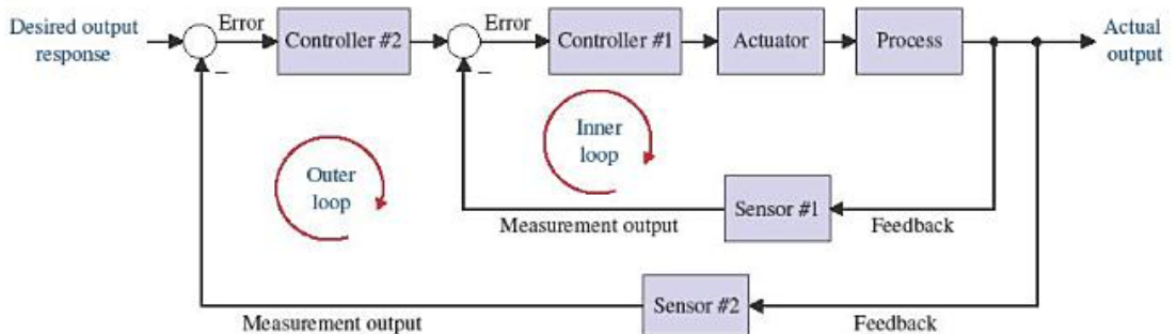 Desired output
response
Error
Controller #2
Error
Controller #1
Actuator
Process
Actual
output
Inner
loop
Outer
loop
Sensor #1
Measurement output
Feedback
Sensor #2
Measurement output
Feedback